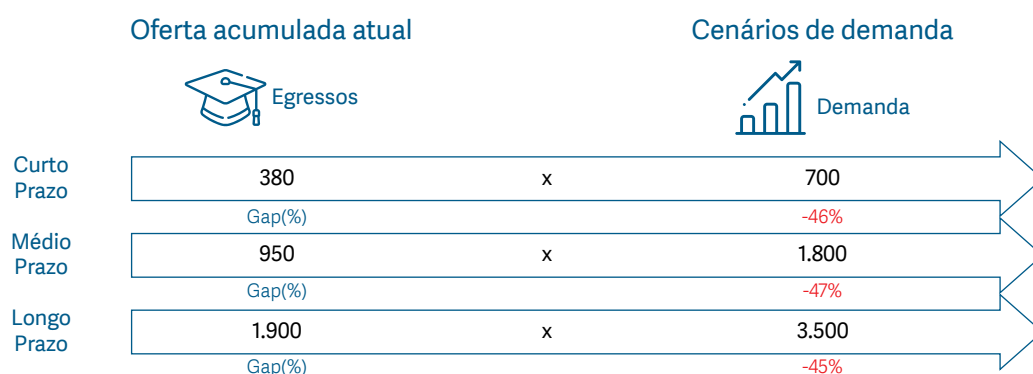 Oferta acumulada atual
Cenários de demanda
Egressos
Demanda
Curto
Prazo
380 x 700
Gap(%) -46%
Médio
Prazo
950 x 1.800
Gap(%) -47%
Longo
Prazo
1.900 x 3.500
Gap(%) -45%